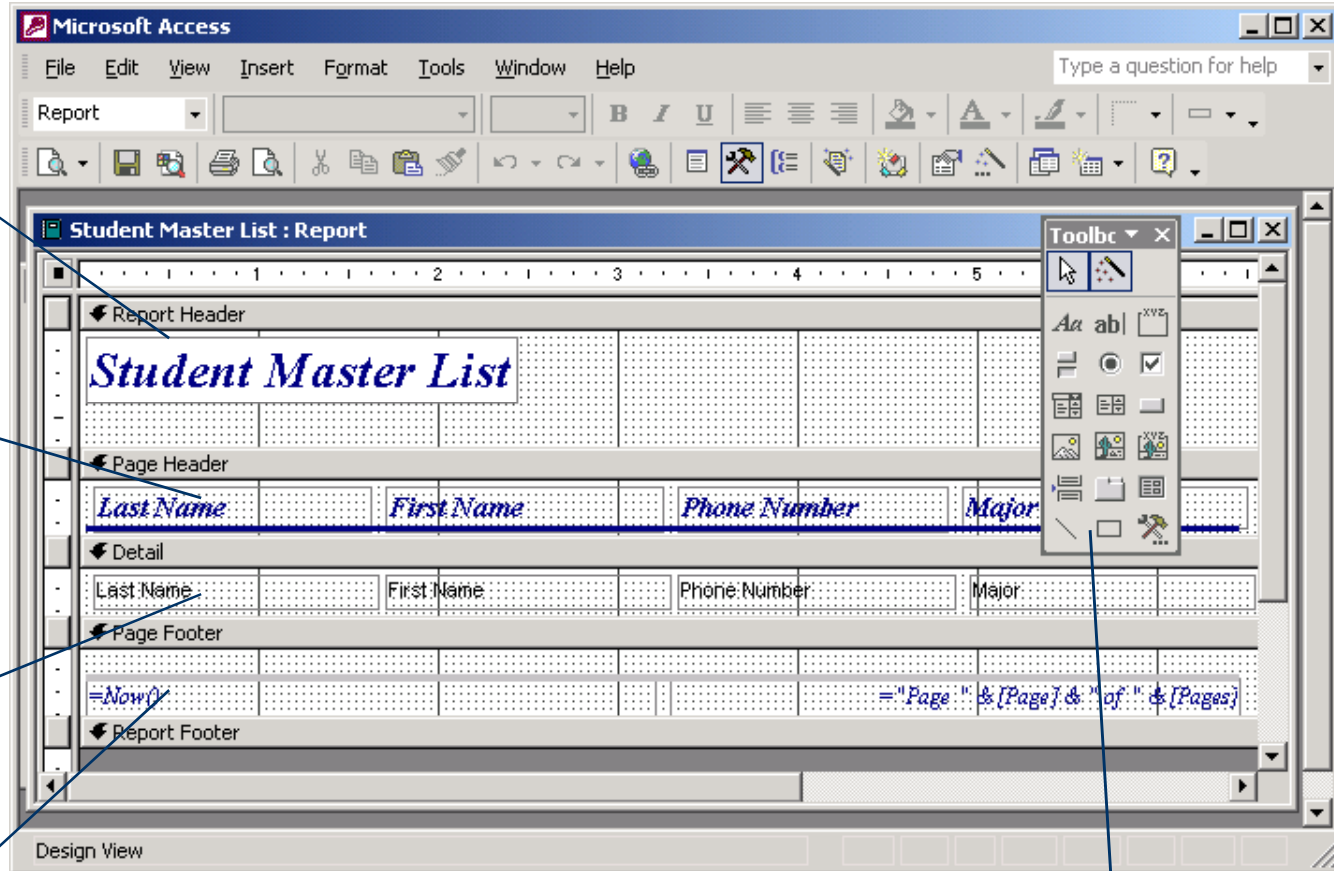 Microsoft Access
File Edit View Insert Format Tools Window Help
Type a question for help
Report
B I U A
Student Master List : Report
Toolbc
1 2 3 4 5
Report Header
Aa ab| XYZ
Student Master List
Page Header
Last Name First Name Phone Number Major
Detail
Last Name First Name Phone Number Major
Page Footer
=Now() ="Page " & [Page] & " of " & [Pages]
Report Footer
Design View